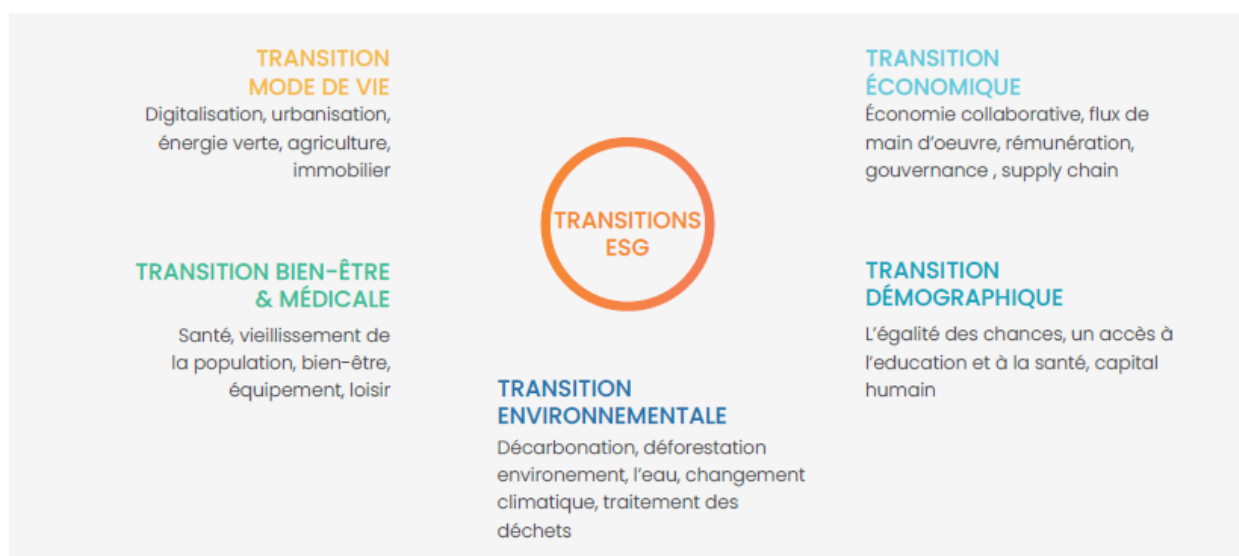 TRANSITION
MODE DE VIE
Digitalisation, urbanisation,
énergie verte, agriculture,
immobilier
TRANSITION
ÉCONOMIQUE
Économie collaborative, flux de
main d'oeuvre, rémunération,
gouvernance , supply chain
TRANSITIONS
ESG
TRANSITION BIEN-ÊTRE
& MÉDICALE
Santé, vieillissement de
la population, bien-être,
équipement, loisir
TRANSITION
DÉMOGRAPHIQUE
L'égalité des chances, un accès à
l'education et à la santé, capital
humain
TRANSITION
ENVIRONNEMENTALE
Décarbonation, déforestation
environement, l'eau, changement
climatique, traitement des
déchets